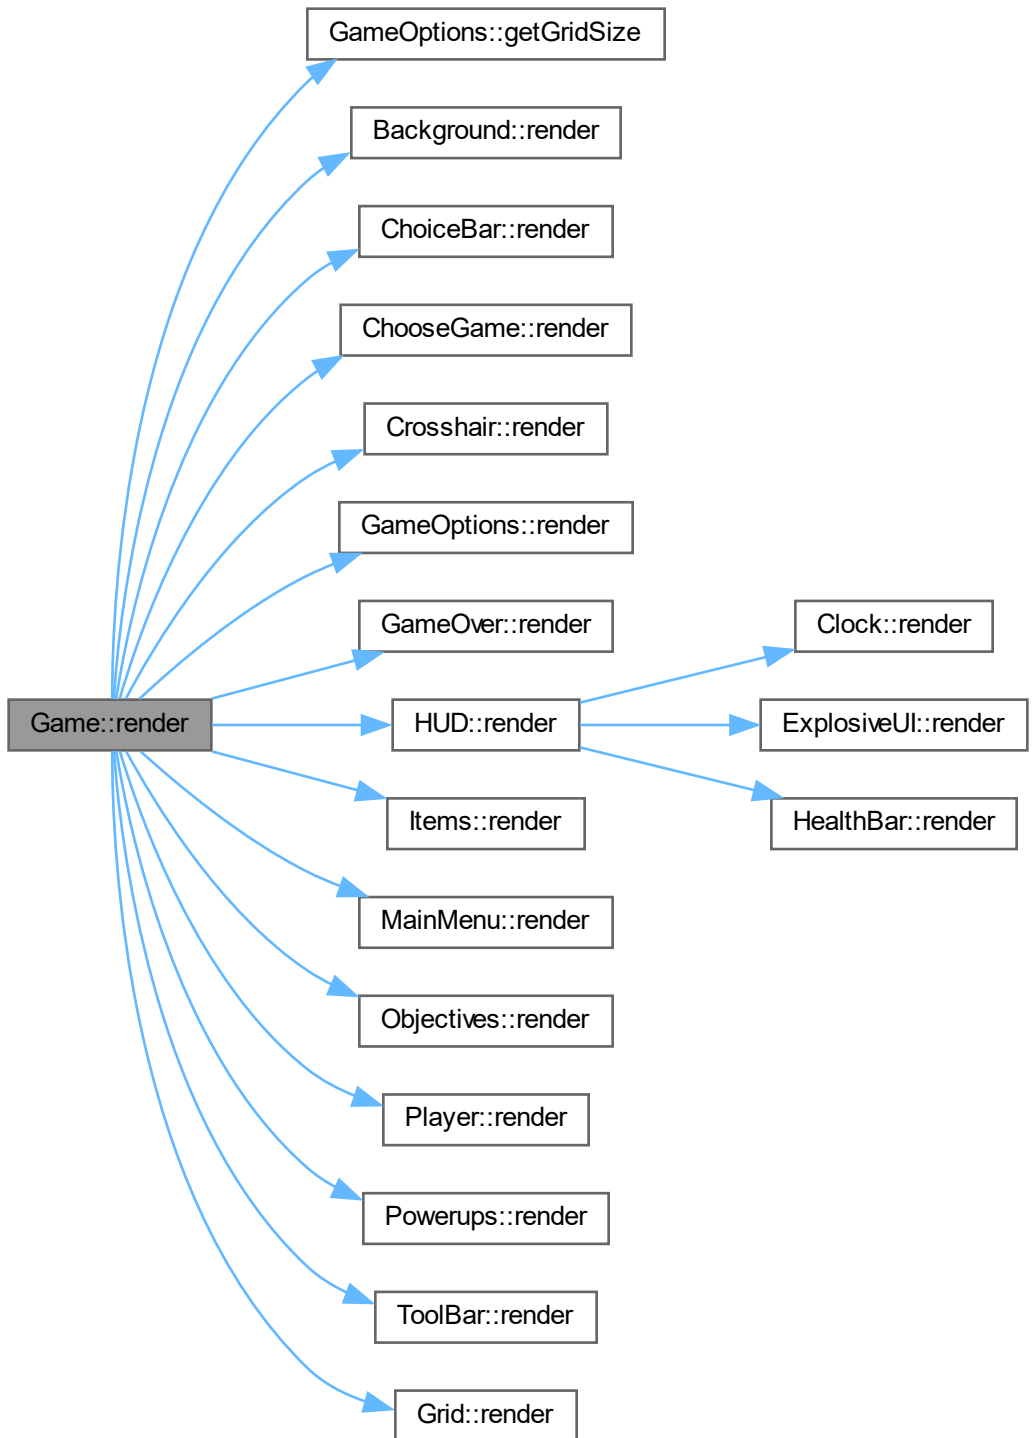 GameOptions::getGridSize
Background::render
ChoiceBar::render
ChooseGame::render
Crosshair::render
GameOptions::render
GameOver::render
Clock::render
Game::render
HUD::render
ExplosiveUI::render
Items::render
HealthBar::render
MainMenu::render
Objectives::render
Player::render
Powerups::render
ToolBar::render
Grid::render